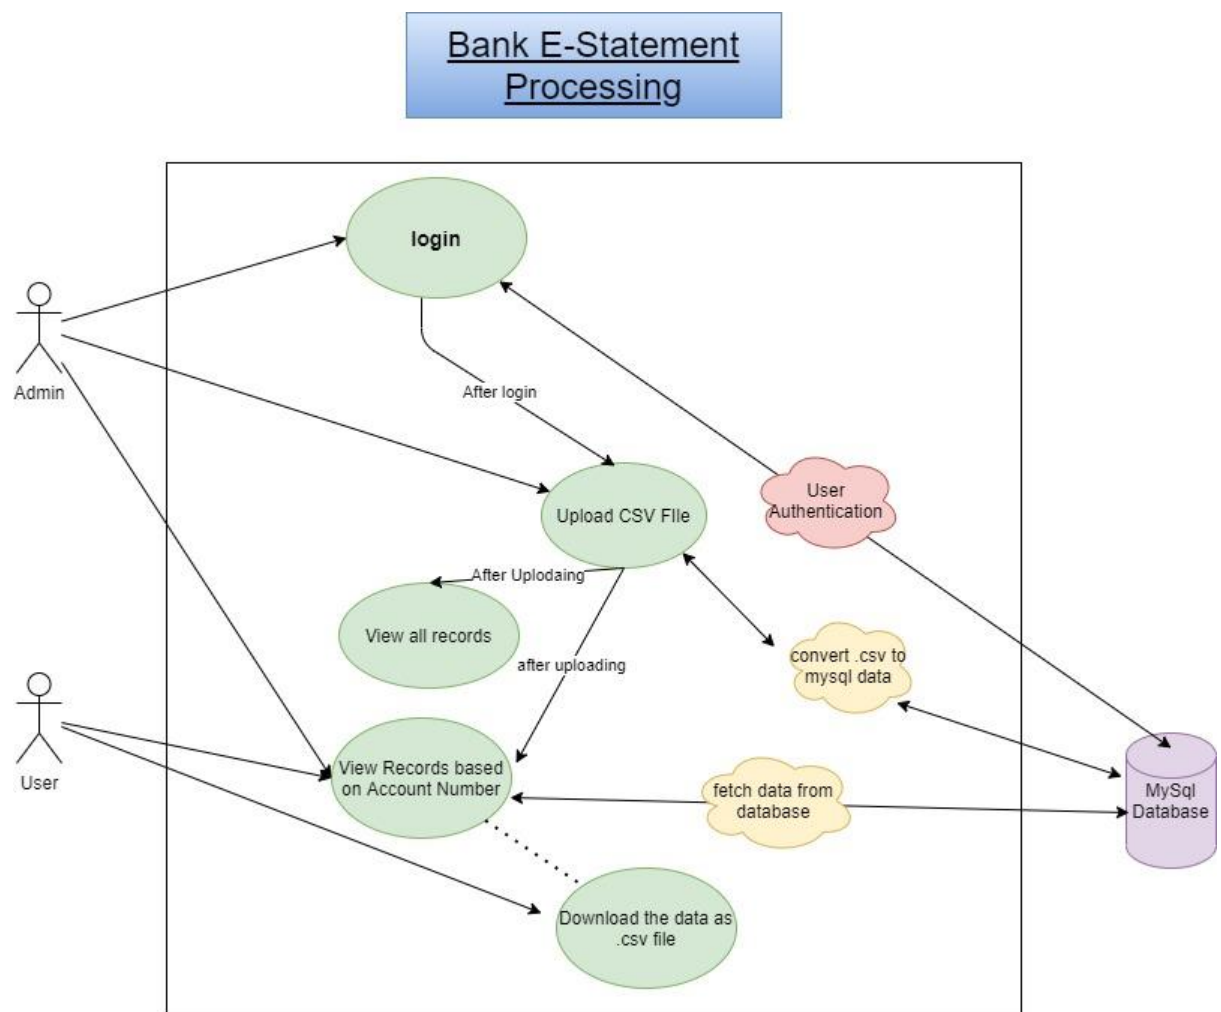 Bank E-Statement
Processing
login
Admin
After login
User
Authentication
Upload CSV FIle
After Uplodaing
View all records
after uploading
convert .csv to
mysql data
User
View Records based
on Account Number
fetch data from
database
MySql
Database
Download the data as
.csv file